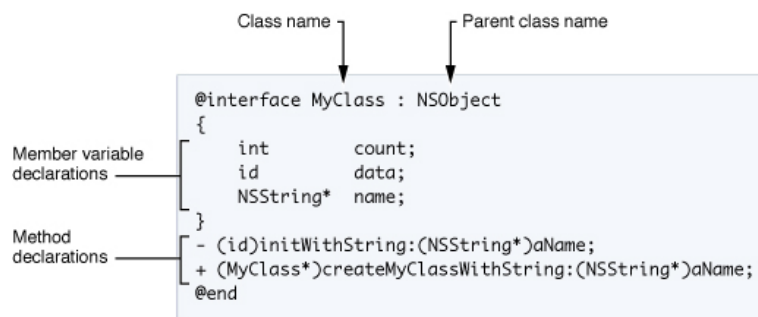 Class name
Parent class name
@interface MyClass : NSObject
{
int count;
Member variable
declarations
id data;
NSString* name;
}
Method
declarations
- (id)initWithString:(NSString*)aName;
+ (MyClass*)createMyClassWithString:(NSString*)aName;
@end